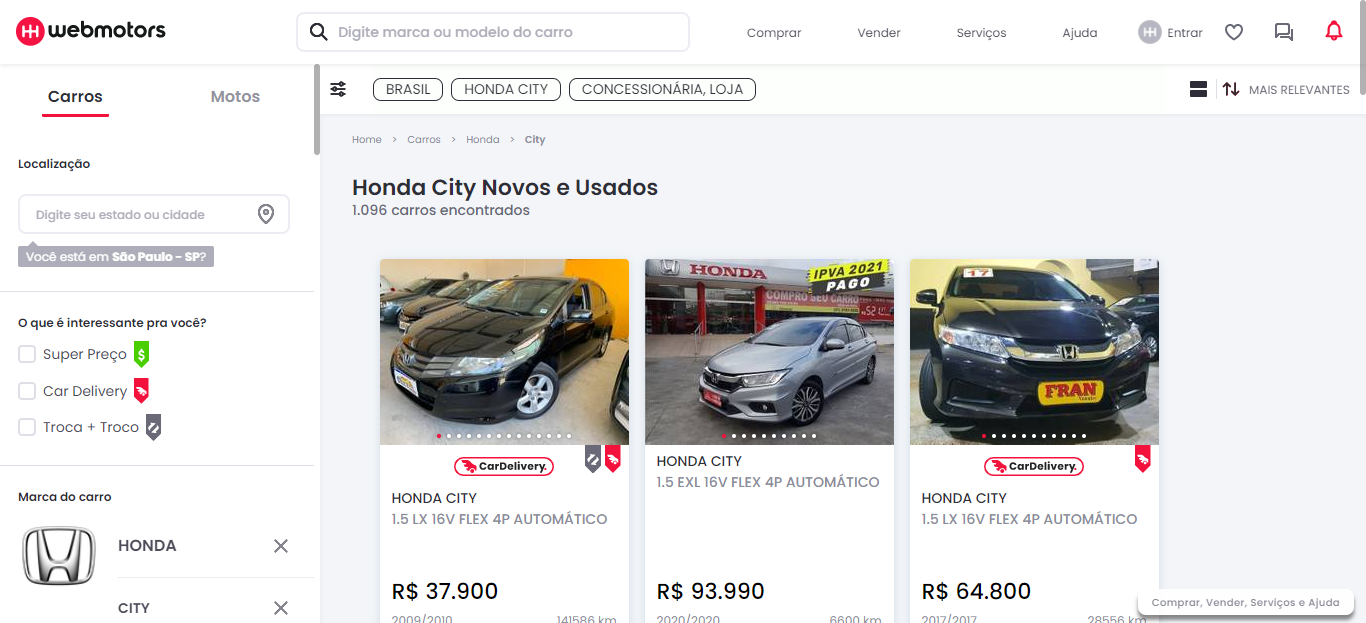 webmotors
Digite marca ou modelo do carro
Comprar
Vender
Serviços
Ajuda
Entrar
Carros
Motos
BRASIL
HONDA CITY
CONCESSIONÁRIA, LOJA
MAIS RELEVANTES
Localização
Digite seu estado ou cidade
Você está em São Paulo - SP?
O que é interessante pra você?
Super Preço
$
Car Delivery
Troca + Troco
Marca do carro
HONDA
CITY
Home > Carros > Honda > City
Honda City Novos e Usados
1.096 carros encontrados
CarDelivery.
HONDA CITY
1.5 LX 16V FLEX 4P AUTOMÁTICO
R$ 37.900
2009/2010
141586 km
HONDA
IPVA 2021
PAGO
COMPRO SEU CARRO
HONDA CITY
1.5 EXL 16V FLEX 4P AUTOMÁTICO
R$ 93.990
2020/2020
6600 km
17
FRAN
CarDelivery.
HONDA CITY
1.5 LX 16V FLEX 4P AUTOMÁTICO
R$ 64.800
2017/2017
28556 km
Comprar, Vender, Serviços e Ajuda